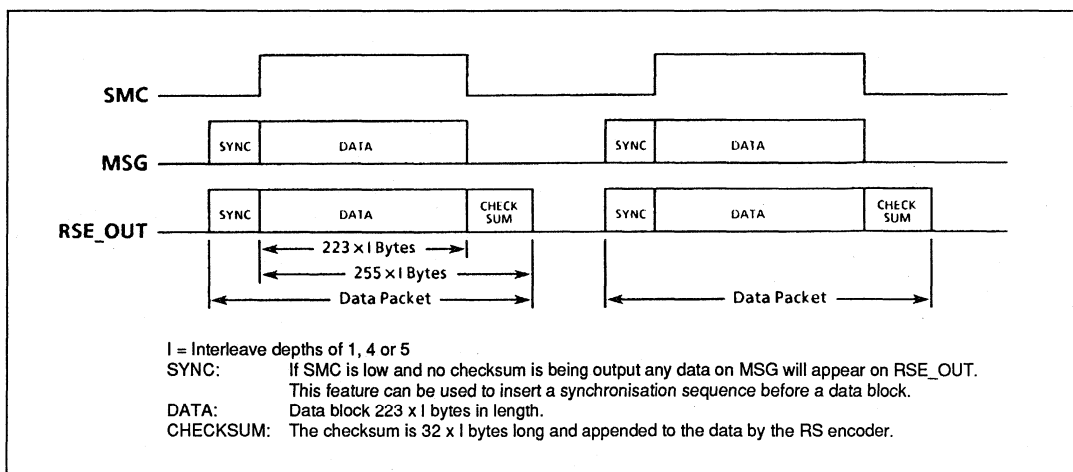 SMC
SYNC DATA SYNC DATA
MSG
SYNC DATA CHECK SUM SYNC DATA CHECK SUM
RSE_OUT
223 x I Bytes
255 x I Bytes
Data Packet Data Packet
I = Interleave depths of 1, 4 or 5
SYNC: If SMC is low and no checksum is being output any data on MSG will appear on RSE_OUT.
This feature can be used to insert a synchronisation sequence before a data block.
DATA: Data block 223 x I bytes in length.
CHECKSUM: The checksum is 32 x I bytes long and appended to the data by the RS encoder.